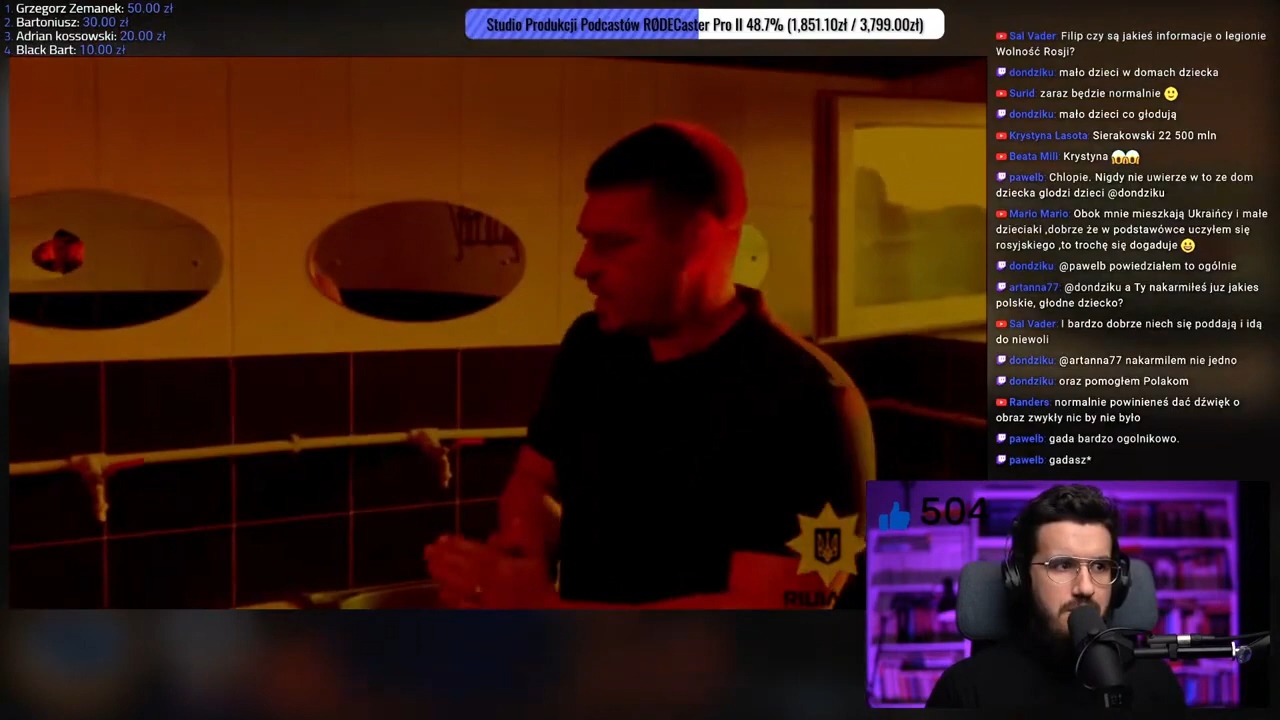 1. Grzegorz Zemanek: 50.00 zł
2. Bartoniusz: 30.00 zł
3. Adrian kossowski: 20.00 zł
4. Black Bart: 10.00 zł
Studio Produkcji Podcastów RØDECaster Pro II 48.7% (1,851.10zł / 3,799.00zł)
Sal Vader: Filip czy są jakieś informacje o legionie
Wolność Rosji?
dondziku: mało dzieci w domach dziecka
Surid: zaraz będzie normalnie 🙂
dondziku: mało dzieci co głodują
Krystyna Lasota: Sierakowski 22 500 mln
Beata Mili: Krystyna 😱😱
pawelb: Chlopie. Nigdy nie uwierze w to ze dom
dziecka glodzi dzieci @dondziku
Mario Mario: Obok mnie mieszkają Ukraińcy i małe
dzieciaki ,dobrze że w podstawówce uczyłem się
rosyjskiego ,to trochę się dogaduje 😀
dondziku: @pawelb powiedziałem to ogólnie
artanna77: @dondziku a Ty nakarmiłeś juz jakies
polskie, głodne dziecko?
Sal Vader: I bardzo dobrze niech się poddają i idą
do niewoli
dondziku: @artanna77 nakarmilem nie jedno
dondziku: oraz pomogłem Polakom
Randers: normalnie powinieneś dać dźwięk o
obraz zwykły nic by nie było
pawelb: gada bardzo ogolnikowo.
pawelb: gadasz*
504